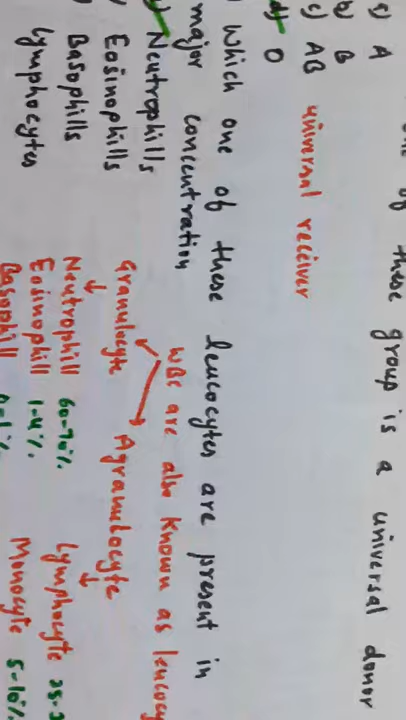 of these group is a universal donor
a) A
b) B
c) AB universal receiver
d) O
Which one of these leucocytes are present in
major concentration
Neutrophills
Eosinophills
Basophills
Lymphocytes
WBC are also known as
Granulocyte Agranulocyte
Neutrophill 60-70% Lymphocyte
Eosinophill 1-4% Monocyte 5-10%
Basophill